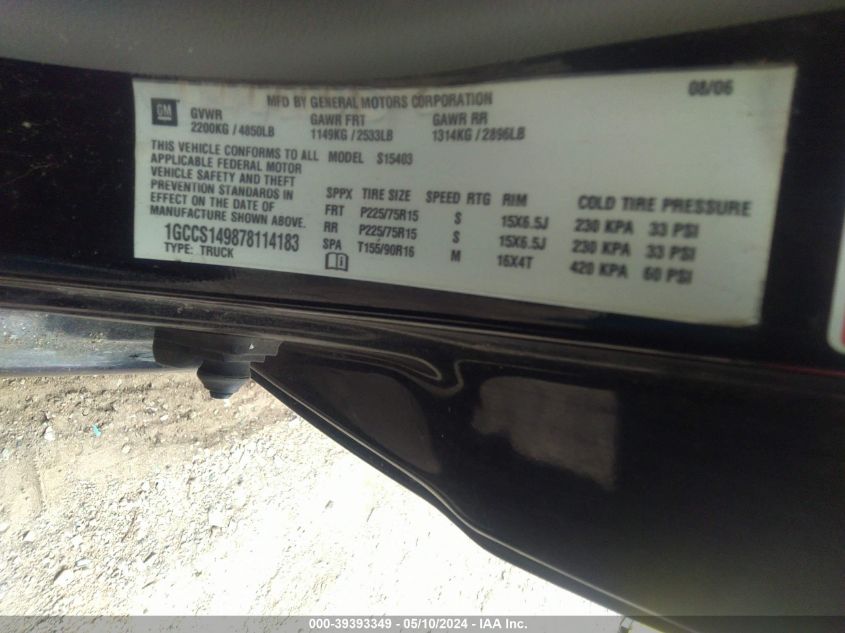 08/06
MFD BY GENERAL MOTORS CORPORATION
GM
GVWR GAWR FRT GAWR RR
2200KG / 4850LB 1149KG / 2533LB 1314KG / 2896LB
THIS VEHICLE CONFORMS TO ALL
APPLICABLE FEDERAL MOTOR
VEHICLE SAFETY AND THEFT
PREVENTION STANDARDS IN
EFFECT ON THE DATE OF
MANUFACTURE SHOWN ABOVE.
1GCCS149878114183
TYPE: TRUCK
MODEL S15403
SPPX TIRE SIZE SPEED RTG RIM COLD TIRE PRESSURE
FRT P225/75R15 S 15X6.5J 230 KPA 33 PSI
RR P225/75R15 S 15X6.5J 230 KPA 33 PSI
SPA T155/90R16 M 16X4T 420 KPA 60 PSI
000-39393349 - 05/10/2024 - IAA Inc.